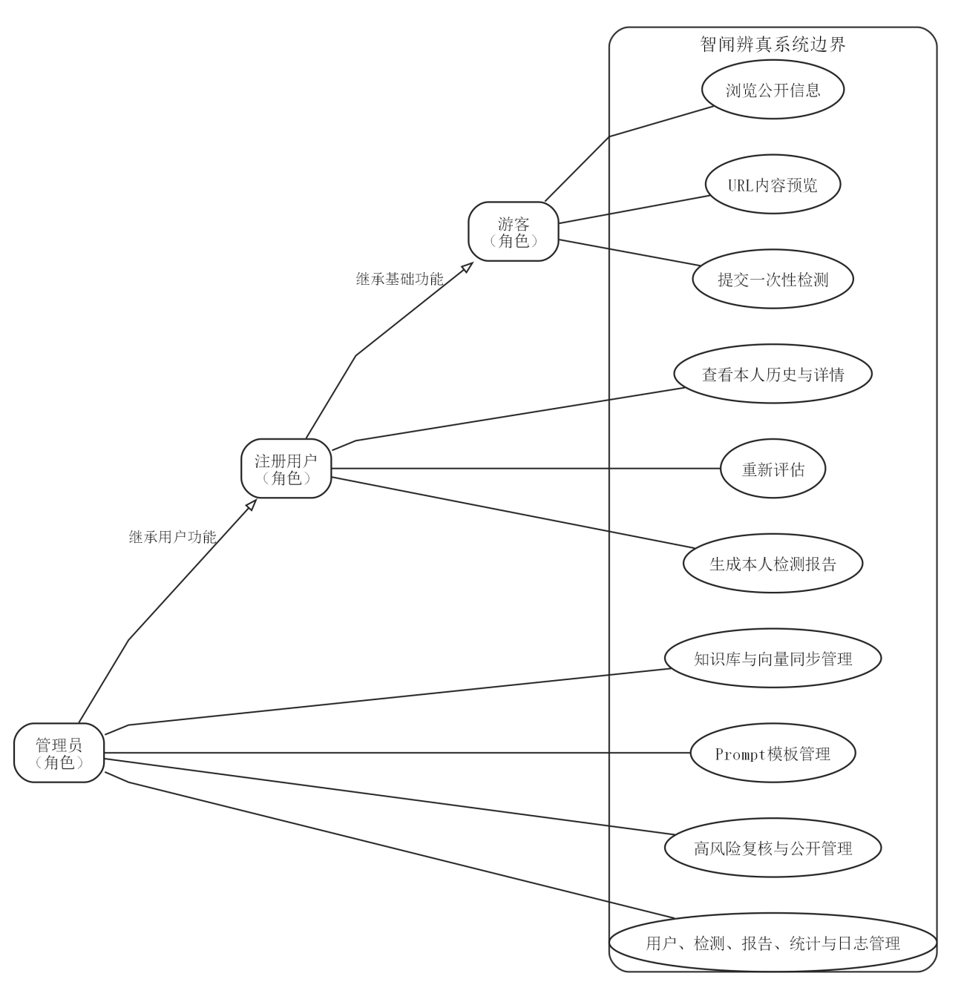 智闻辨真系统边界
浏览公开信息
URL内容预览
游客
（角色）
提交一次性检测
继承基础功能
查看本人历史与详情
注册用户
（角色）
重新评估
继承用户功能
生成本人检测报告
知识库与向量同步管理
管理员
（角色）
Prompt模板管理
高风险复核与公开管理
用户、检测、报告、统计与日志管理